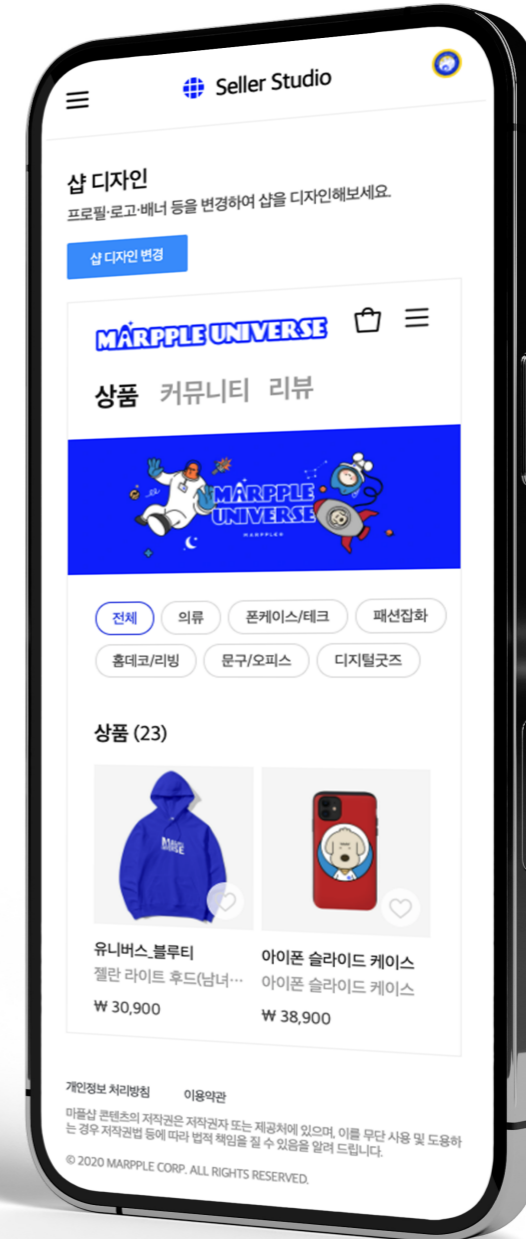 Seller Studio
샵 디자인
프로필·로고·배너 등을 변경하여 샵을 디자인해보세요.
샵 디자인 변경
MARPPLE UNIVERSE
상품 커뮤니티 리뷰
MARPPLE
UNIVERSE
MARPPLER
전체 의류 폰케이스/테크 패션잡화
홈데코/리빙 문구/오피스 디지털굿즈
상품 (23)
유니버스_블루티
젤란 라이트 후드(남녀…
₩ 30,900
아이폰 슬라이드 케이스
아이폰 슬라이드 케이스
₩ 38,900
개인정보 처리방침 이용약관
마플샵 콘텐츠의 저작권은 저작권자 또는 제공처에 있으며, 이를 무단 사용 및 도용하
는 경우 저작권법 등에 따라 법적 책임을 질 수 있음을 알려 드립니다.
© 2020 MARPPLE CORP. ALL RIGHTS RESERVED.